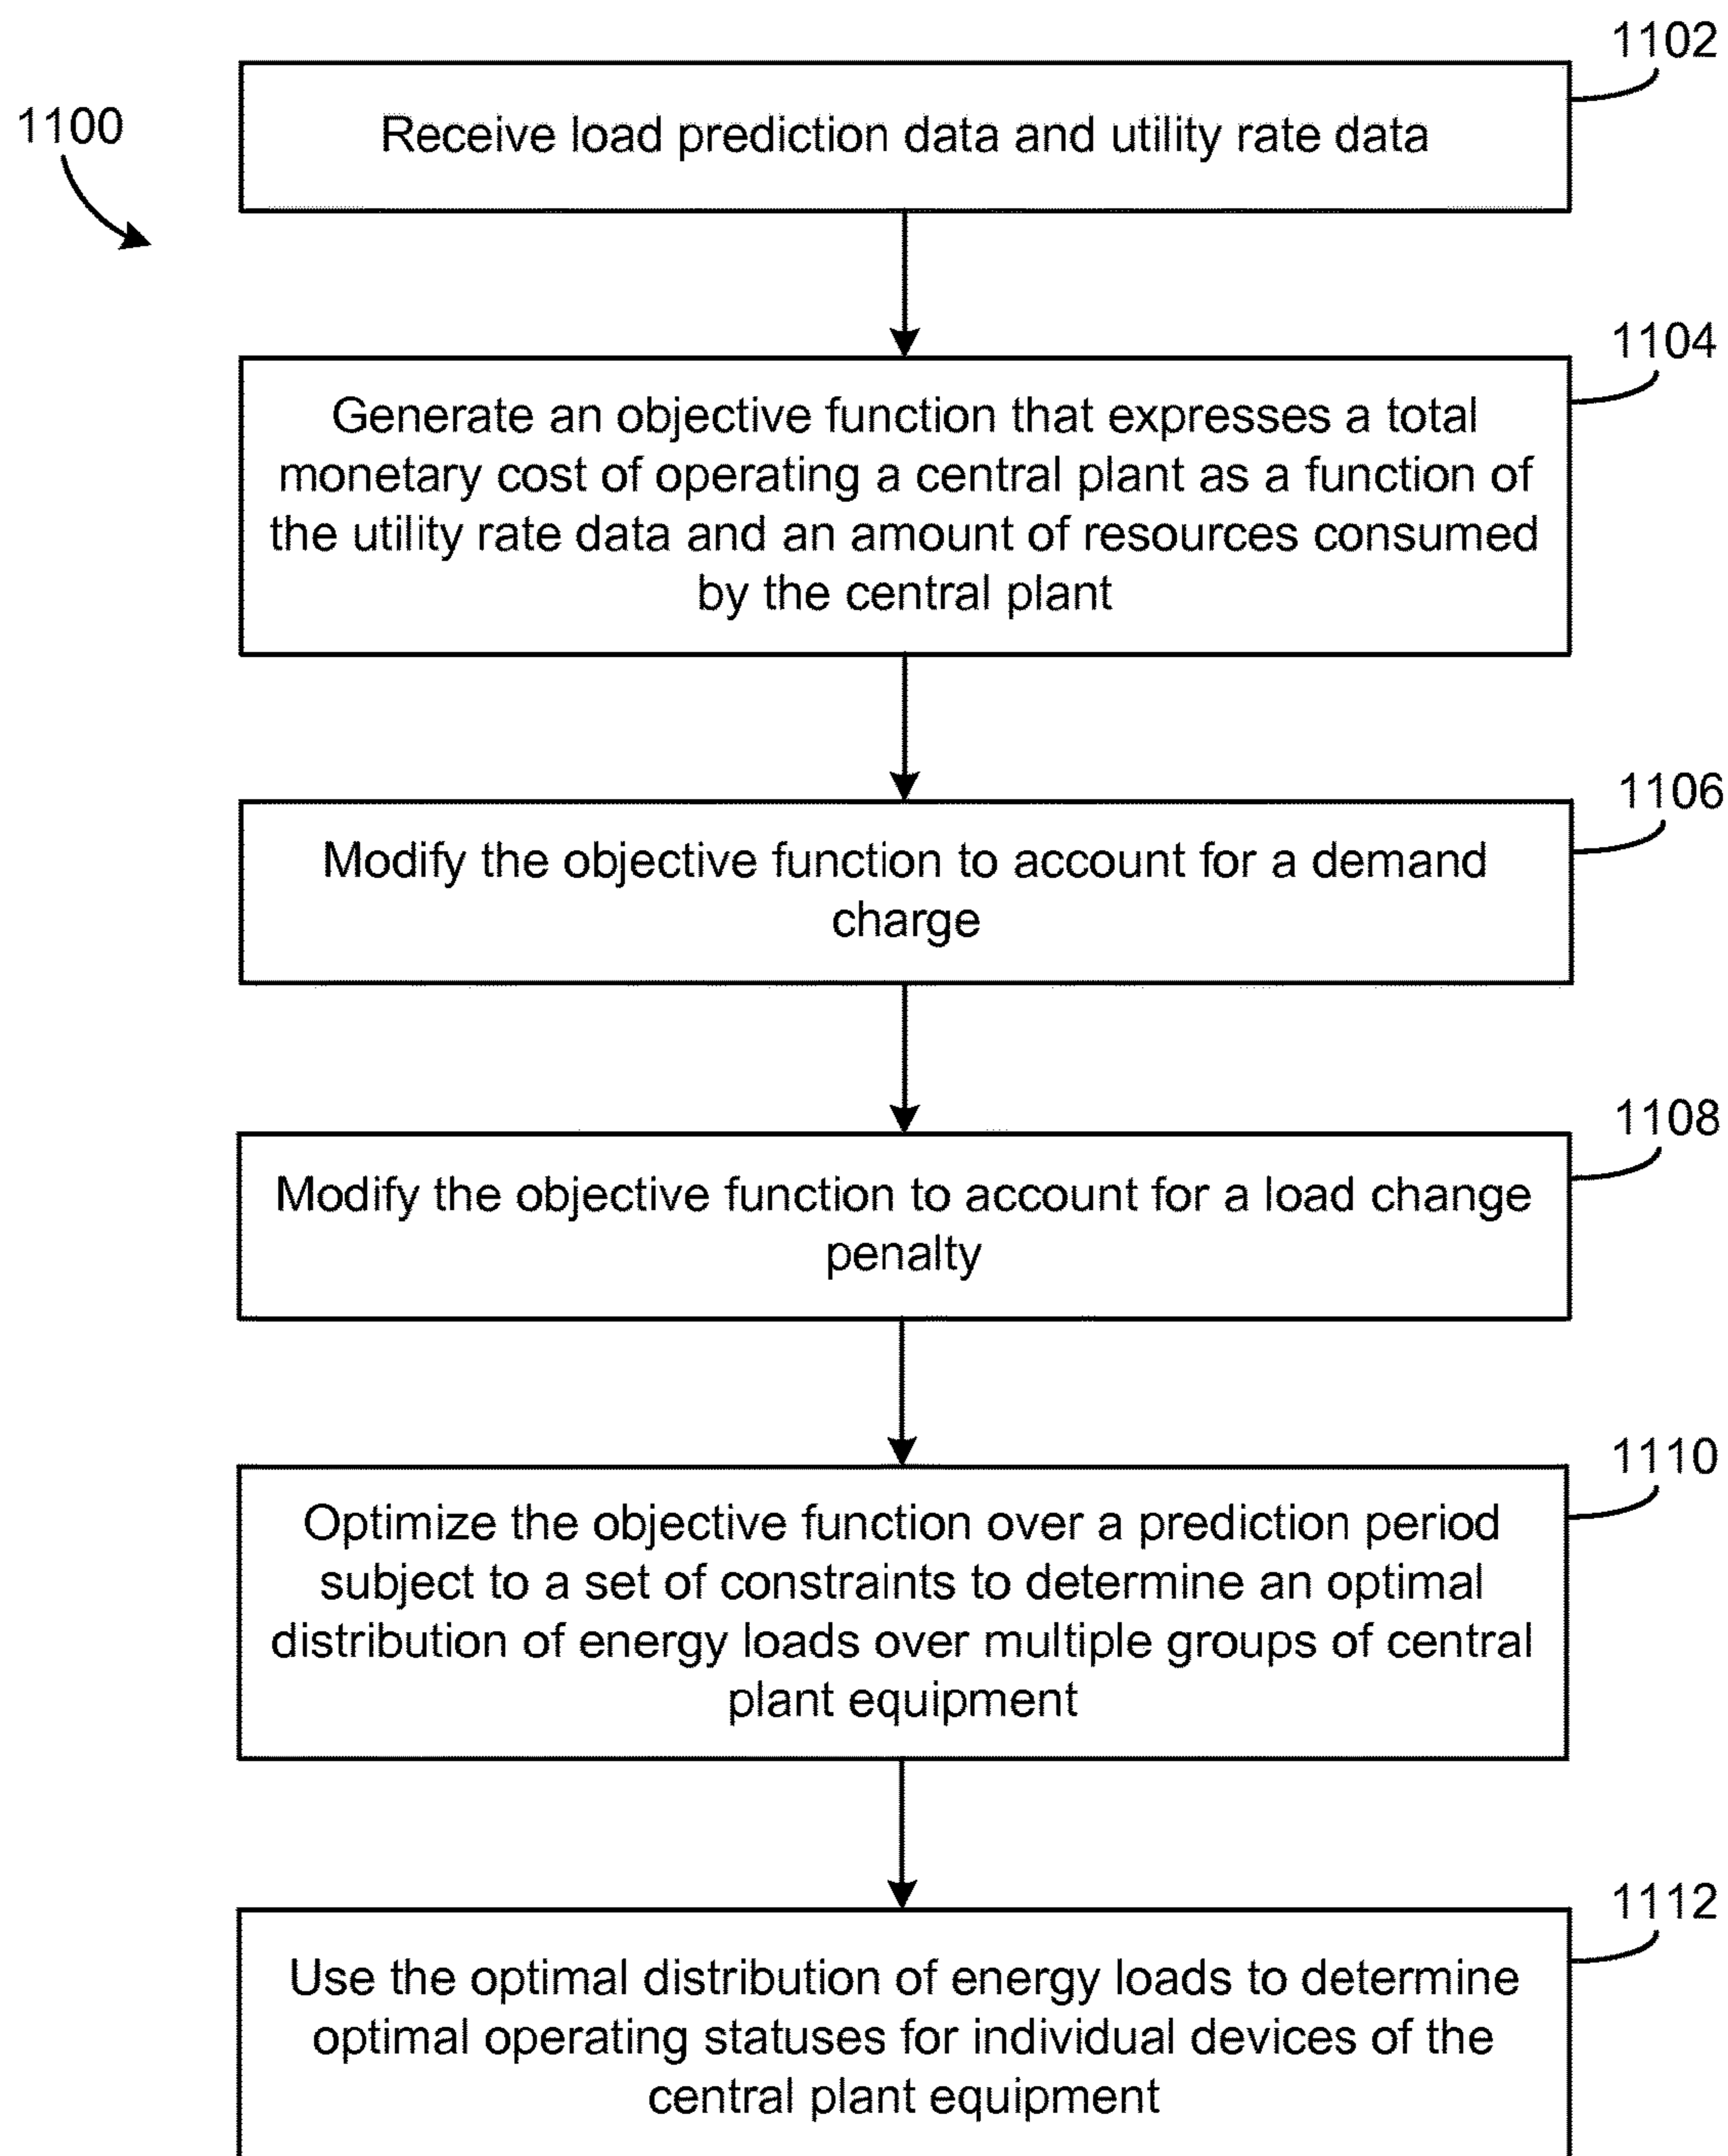 1100
1102
Receive load prediction data and utility rate data
1104
Generate an objective function that expresses a total
monetary cost of operating a central plant as a function of
the utility rate data and an amount of resources consumed
by the central plant
1106
Modify the objective function to account for a demand
charge
1108
Modify the objective function to account for a load change
penalty
1110
Optimize the objective function over a prediction period
subject to a set of constraints to determine an optimal
distribution of energy loads over multiple groups of central
plant equipment
1112
Use the optimal distribution of energy loads to determine
optimal operating statuses for individual devices of the
central plant equipment